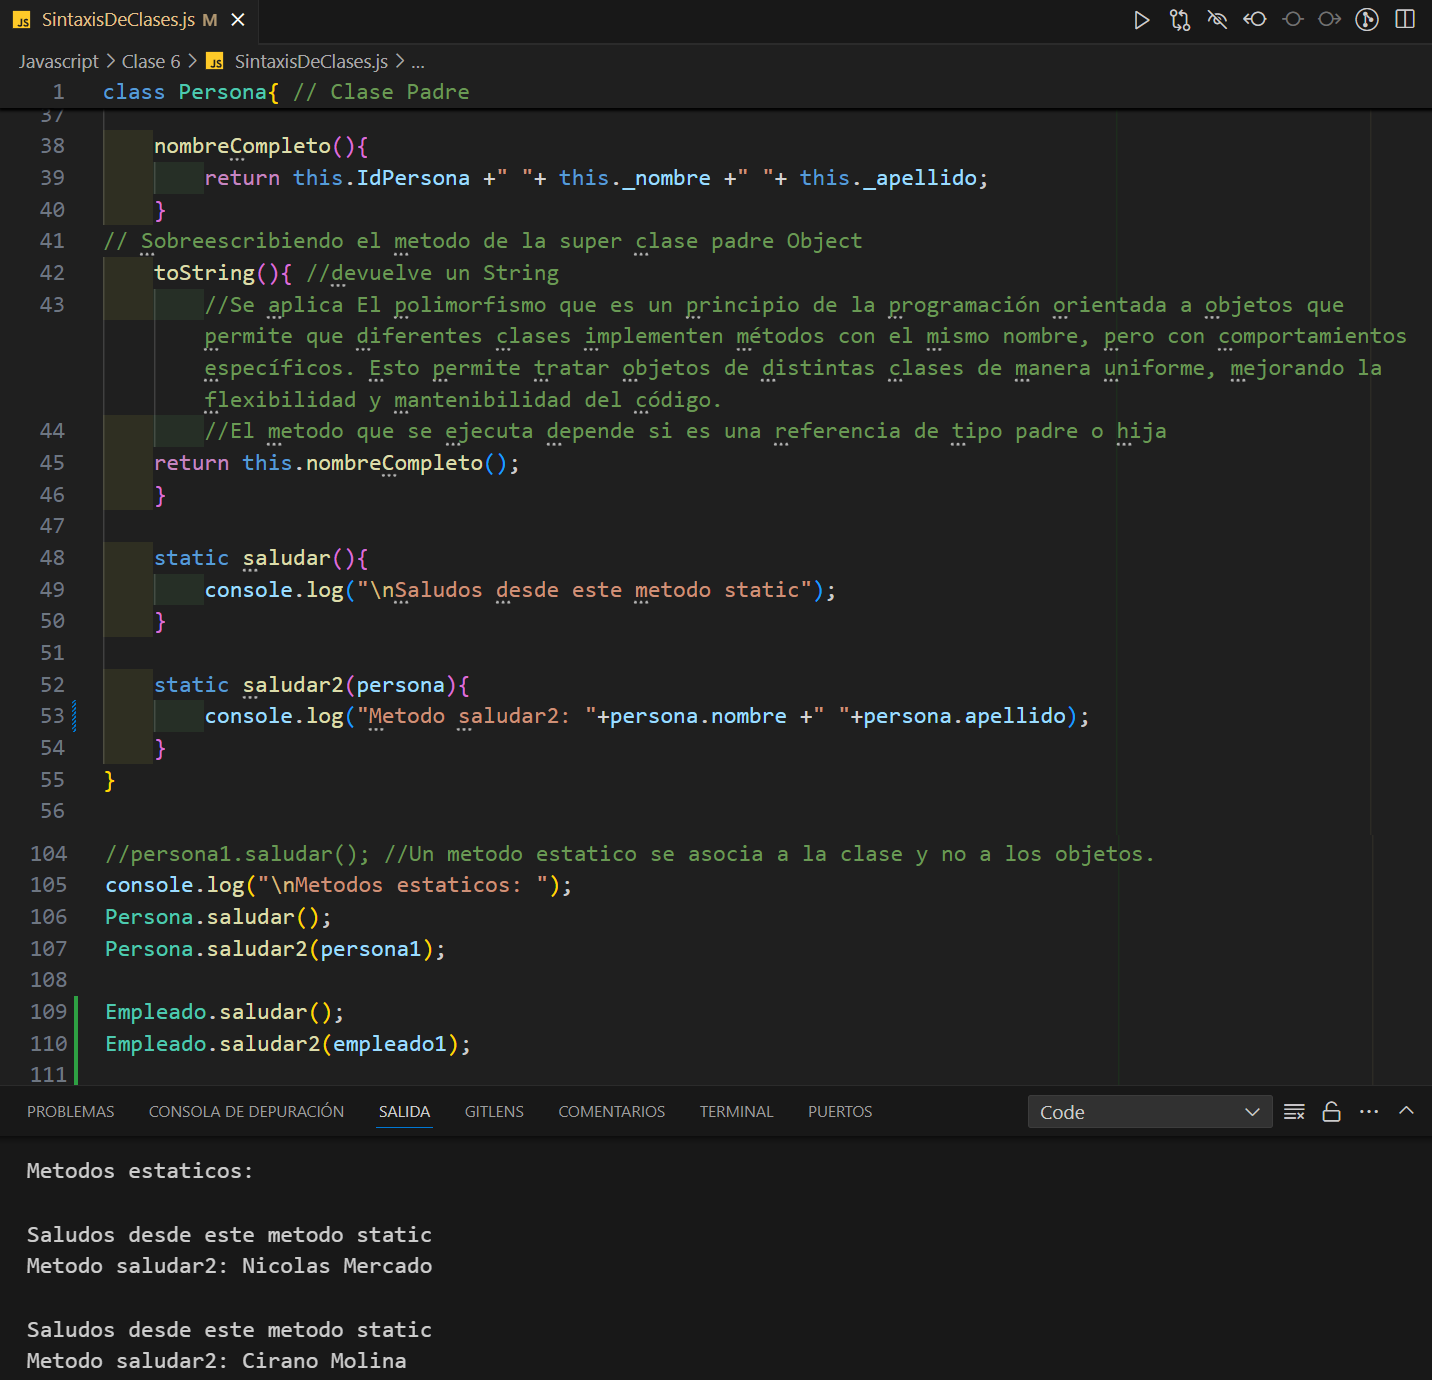 JS SintaxisDeClases.js M
Javascript > Clase 6 > JS SintaxisDeClases.js > ...
1 class Persona{ // Clase Padre
37
38 nombreCompleto(){
39 return this.IdPersona +" "+ this._nombre +" "+ this._apellido;
40 }
41 // Sobreescribiendo el metodo de la super clase padre Object
42 toString(){ //devuelve un String
43 //Se aplica El polimorfismo que es un principio de la programación orientada a objetos que
permite que diferentes clases implementen métodos con el mismo nombre, pero con comportamientos
específicos. Esto permite tratar objetos de distintas clases de manera uniforme, mejorando la
flexibilidad y mantenibilidad del código.
44 //El metodo que se ejecuta depende si es una referencia de tipo padre o hija
45 return this.nombreCompleto();
46 }
47
48 static saludar(){
49 console.log("\nSaludos desde este metodo static");
50 }
51
52 static saludar2(persona){
53 console.log("Metodo saludar2: "+persona.nombre +" "+persona.apellido);
54 }
55 }
56
104 //persona1.saludar(); //Un metodo estatico se asocia a la clase y no a los objetos.
105 console.log("\nMetodos estaticos: ");
106 Persona.saludar();
107 Persona.saludar2(persona1);
108
109 Empleado.saludar();
110 Empleado.saludar2(empleado1);
111
PROBLEMAS CONSOLA DE DEPURACIÓN SALIDA GITLENS COMENTARIOS TERMINAL PUERTOS Code
Metodos estaticos:
Saludos desde este metodo static
Metodo saludar2: Nicolas Mercado
Saludos desde este metodo static
Metodo saludar2: Cirano Molina